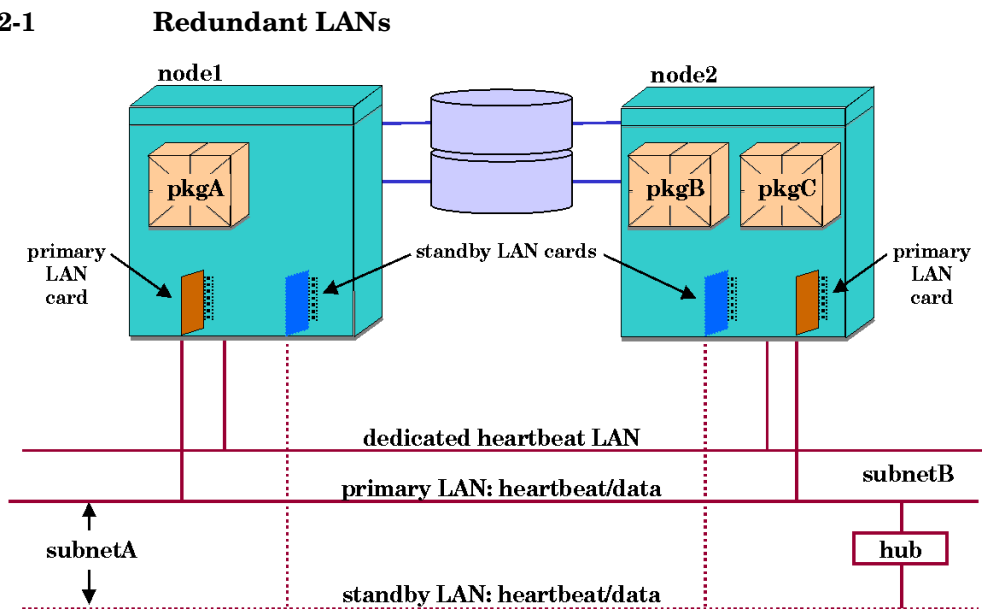 2-1 Redundant LANs
node1
node2
pkgA
pkgB
pkgC
primary
LAN
card
standby LAN cards
primary
LAN
card
dedicated heartbeat LAN
subnetB
primary LAN: heartbeat/data
subnetA
hub
standby LAN: heartbeat/data